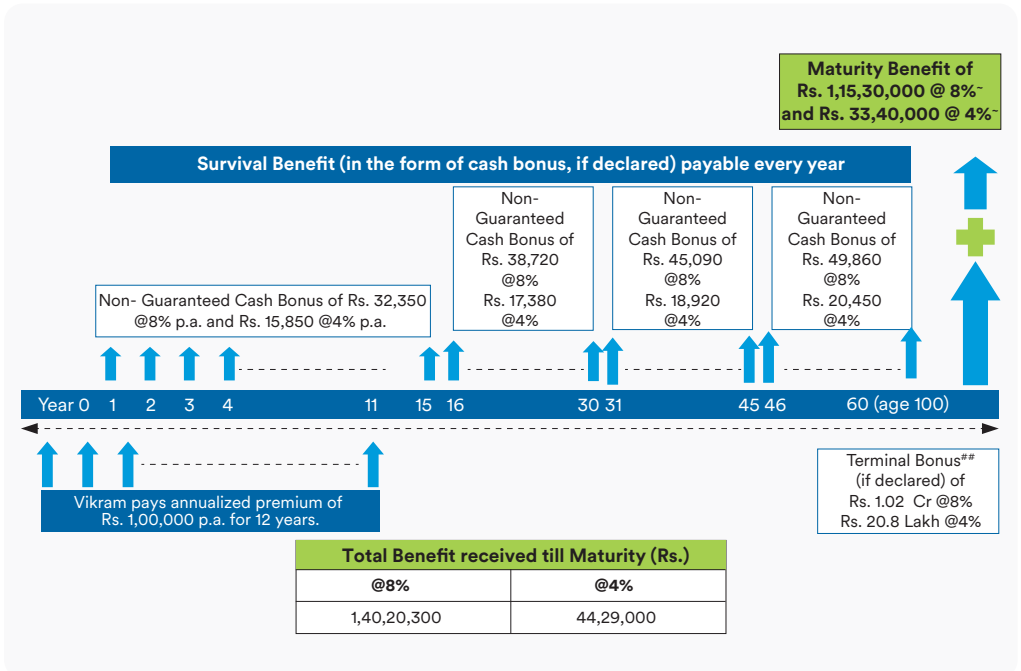 Maturity Benefit of
Rs. 1,15,30,000 @ 8%~
and Rs. 33,40,000 @ 4%~
Survival Benefit (in the form of cash bonus, if declared) payable every year
Non- Guaranteed Cash Bonus of Rs. 32,350
@8% p.a. and Rs. 15,850 @4% p.a.
Non-
Guaranteed
Cash Bonus of
Rs. 38,720
@8%
Rs. 17,380
@4%
Non-
Guaranteed
Cash Bonus of
Rs. 45,090
@8%
Rs. 18,920
@4%
Non-
Guaranteed
Cash Bonus of
Rs. 49,860
@8%
Rs. 20,450
@4%
Year 0 1 2 3 4 11 15 16 30 31 45 46 60 (age 100)
Vikram pays annualized premium of
Rs. 1,00,000 p.a. for 12 years.
Terminal Bonus##
(if declared) of
Rs. 1.02 Cr @8%
Rs. 20.8 Lakh @4%
Total Benefit received till Maturity (Rs.)
@8% @4%
1,40,20,300 44,29,000